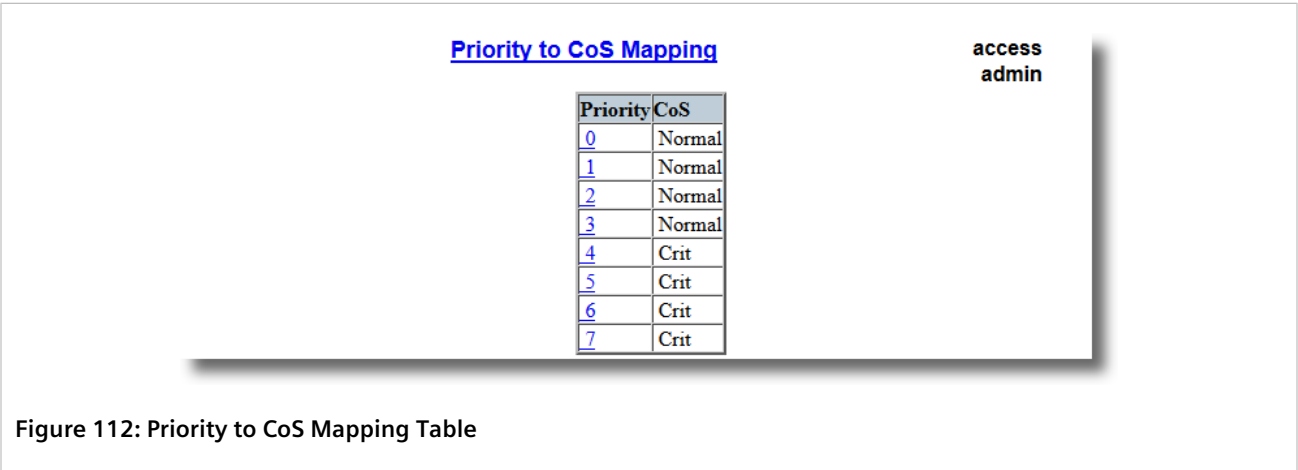 Priority to CoS Mapping
access
admin
Priority CoS
0 Normal
1 Normal
2 Normal
3 Normal
4 Crit
5 Crit
6 Crit
7 Crit
Figure 112: Priority to CoS Mapping Table